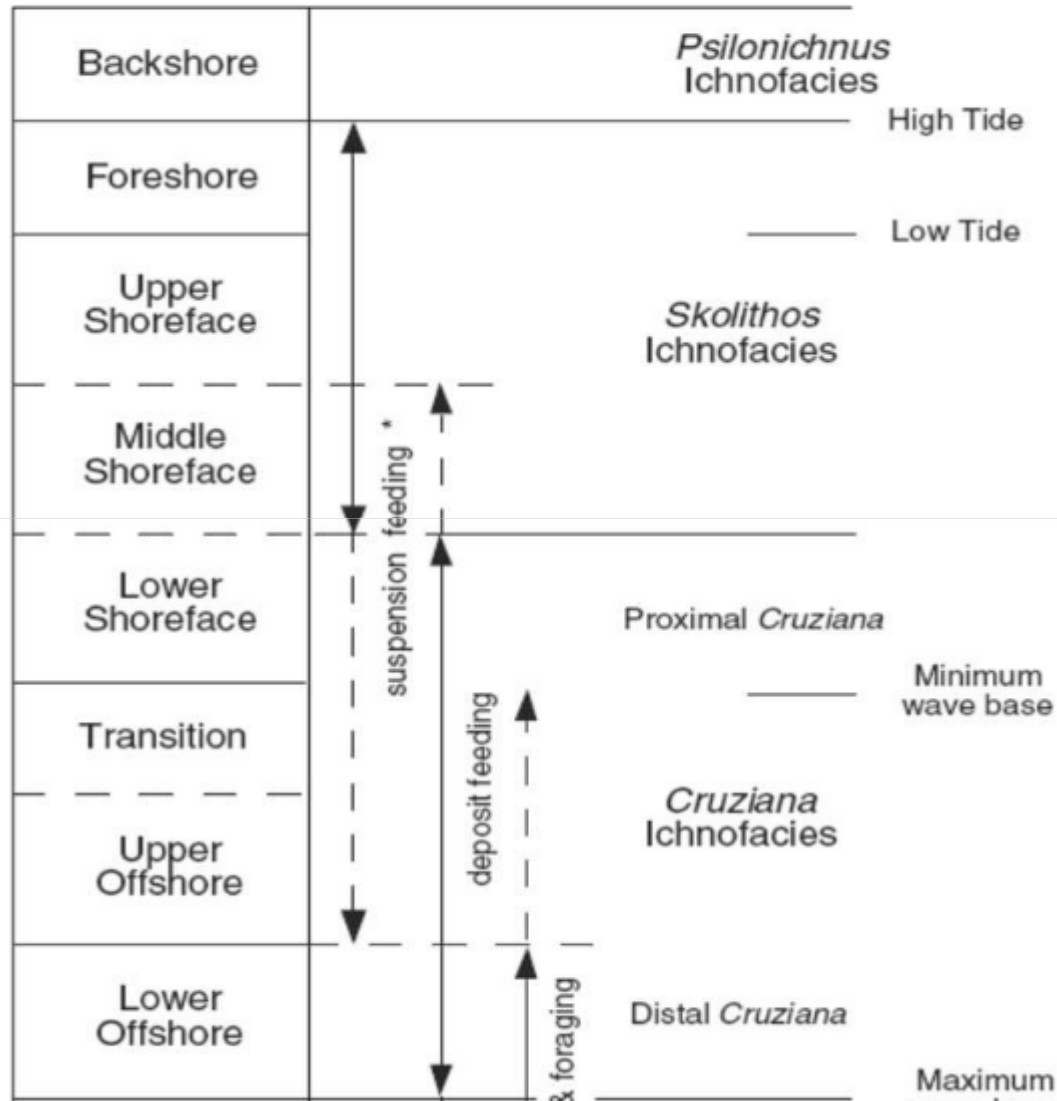 Backshore
Psilonichnus
Ichnofacies
High Tide
Foreshore
Low Tide
Upper
Shoreface
Skolithos
Ichnofacies
Middle
Shoreface
suspension feeding *
Lower
Shoreface
Proximal Cruziana
Minimum
wave base
Transition
deposit feeding
Cruziana
Ichnofacies
Upper
Offshore
Lower
Offshore
& foraging
Distal Cruziana
Maximum